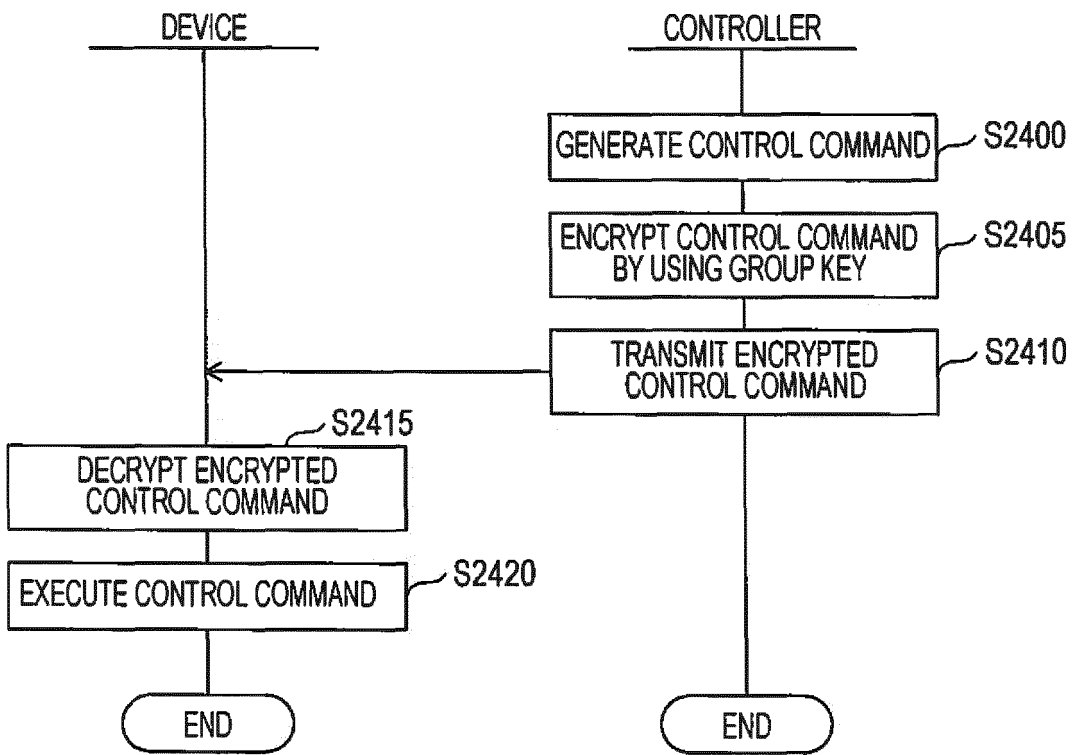 DEVICE
CONTROLLER
GENERATE CONTROL COMMAND
S2400
ENCRYPT CONTROL COMMAND
BY USING GROUP KEY
S2405
TRANSMIT ENCRYPTED
CONTROL COMMAND
S2410
S2415
DECRYPT ENCRYPTED
CONTROL COMMAND
EXECUTE CONTROL COMMAND
S2420
END
END